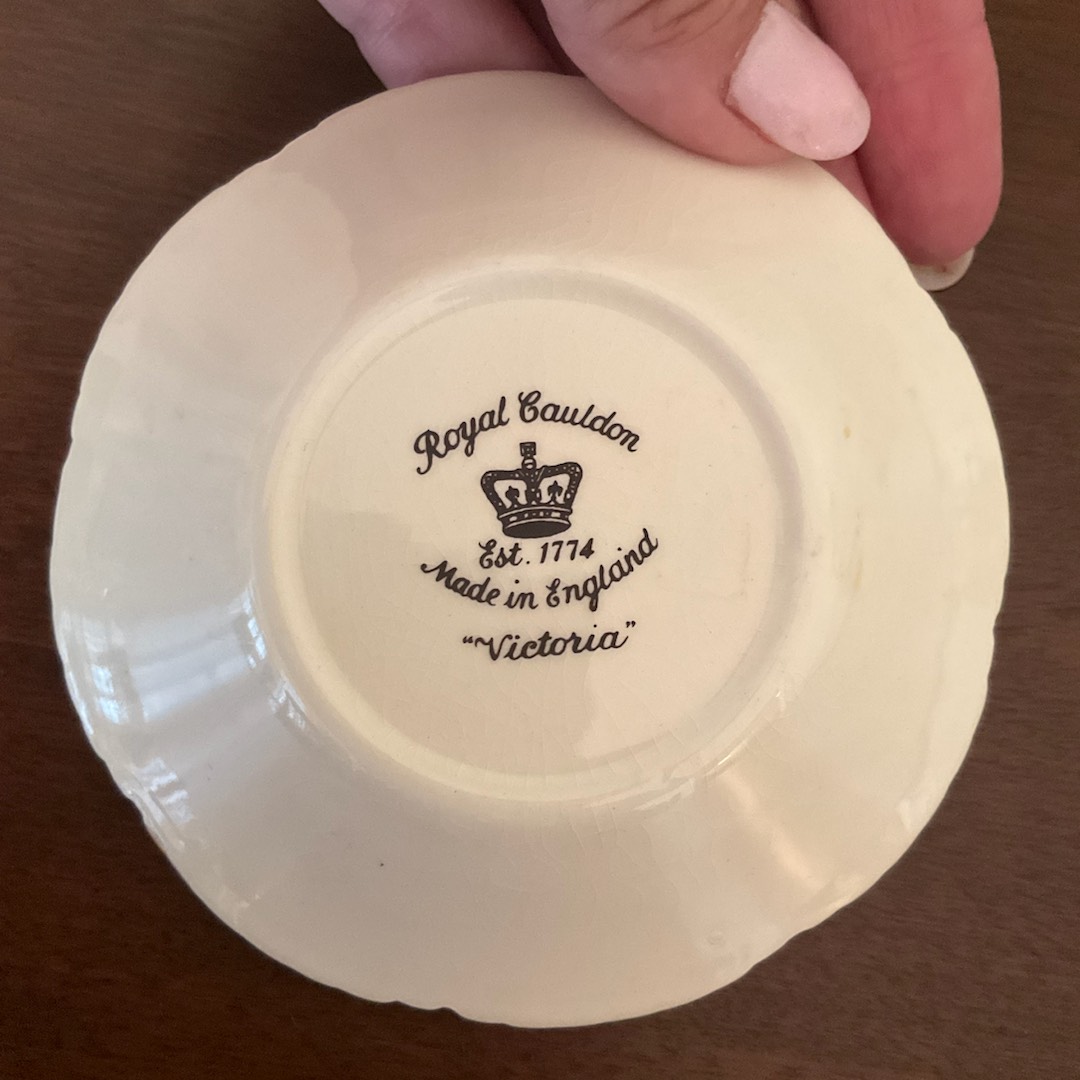 Royal Cauldon
Est. 1774
Made in England
“Victoria”